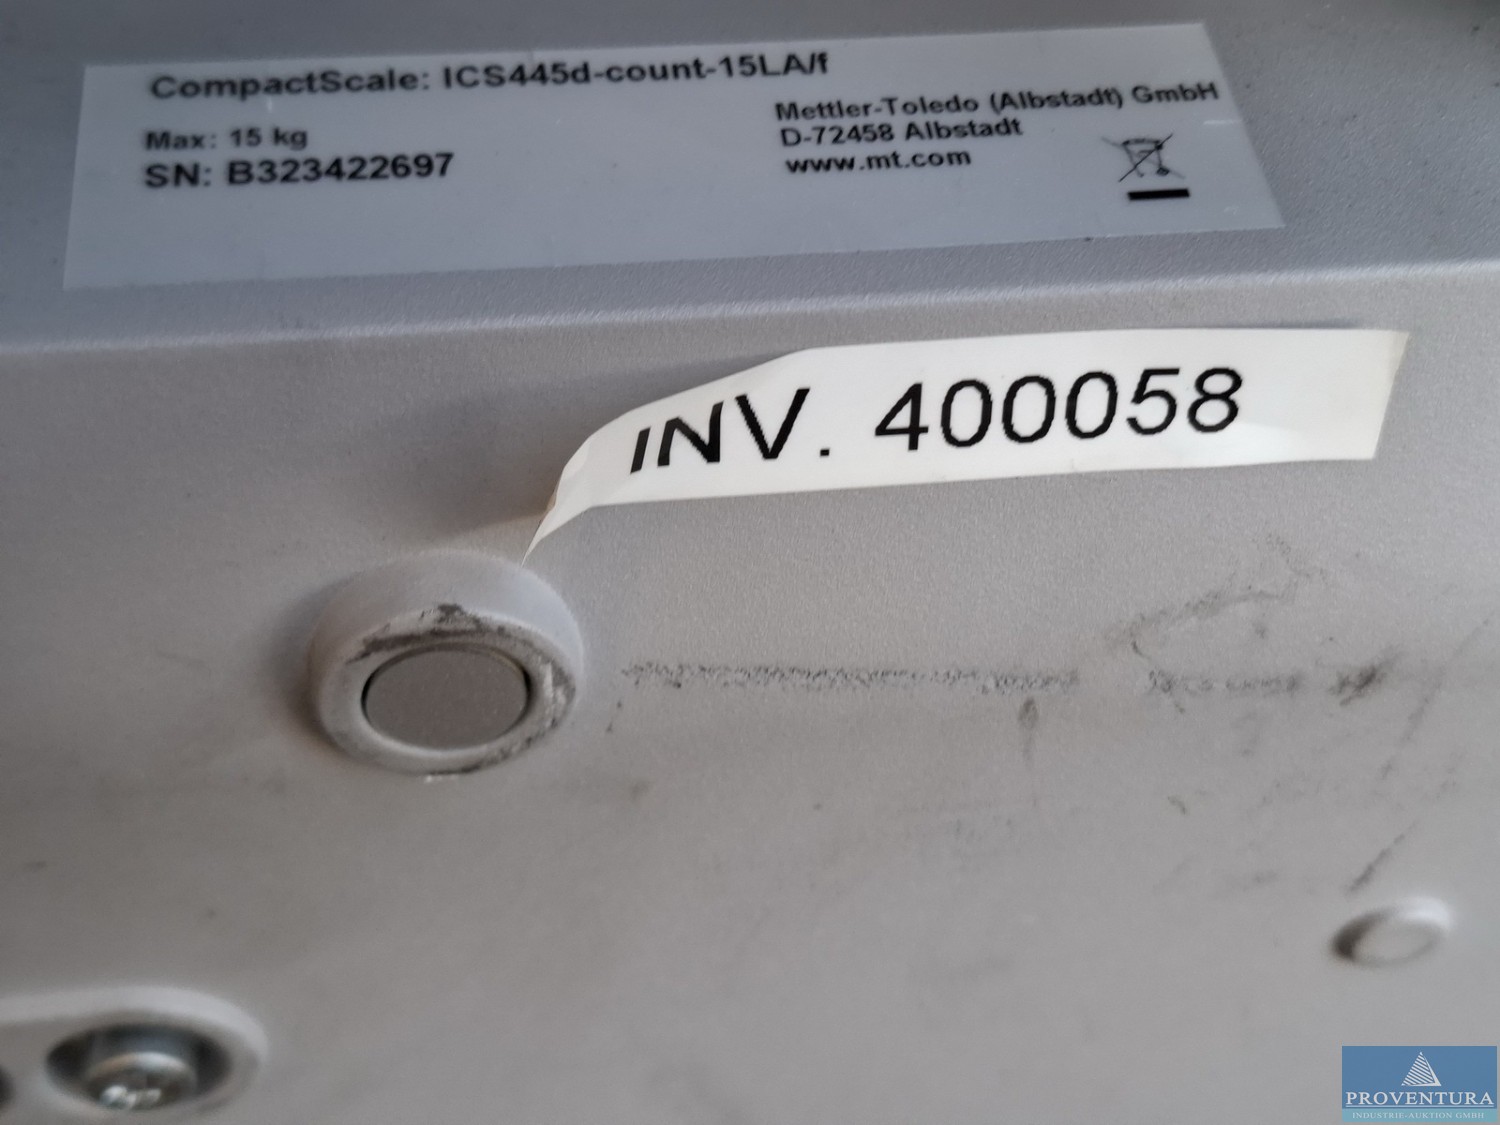 CompactScale: ICS445d-count-15LA/f
Max: 15 kg
SN: B323422697
Mettler-Toledo (Albstadt) GmbH
D-72458 Albstadt
www.mt.com
INV. 400058
PROVENTURA
INDUSTRIE-AUKTION GMBH